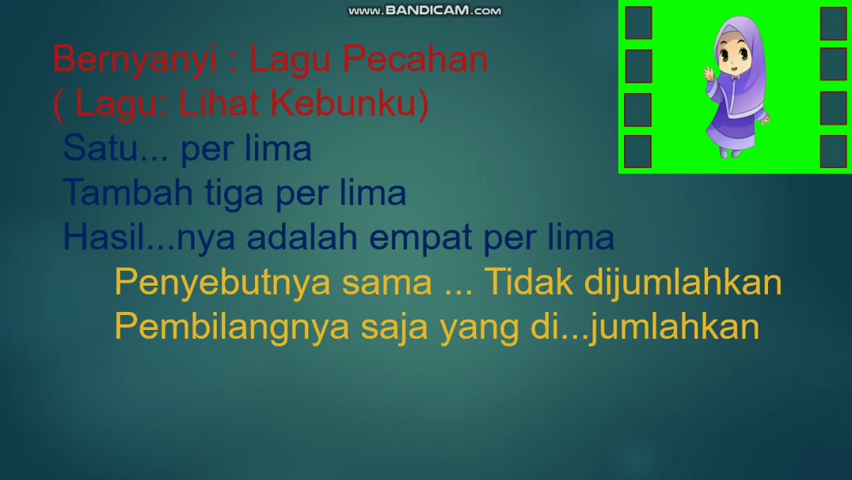 www.BANDICAM.com
Bernyanyi : Lagu Pecahan
( Lagu: Lihat Kebunku)
Satu... per lima
Tambah tiga per lima
Hasil...nya adalah empat per lima
Penyebutnya sama ... Tidak dijumlahkan
Pembilangnya saja yang di...jumlahkan